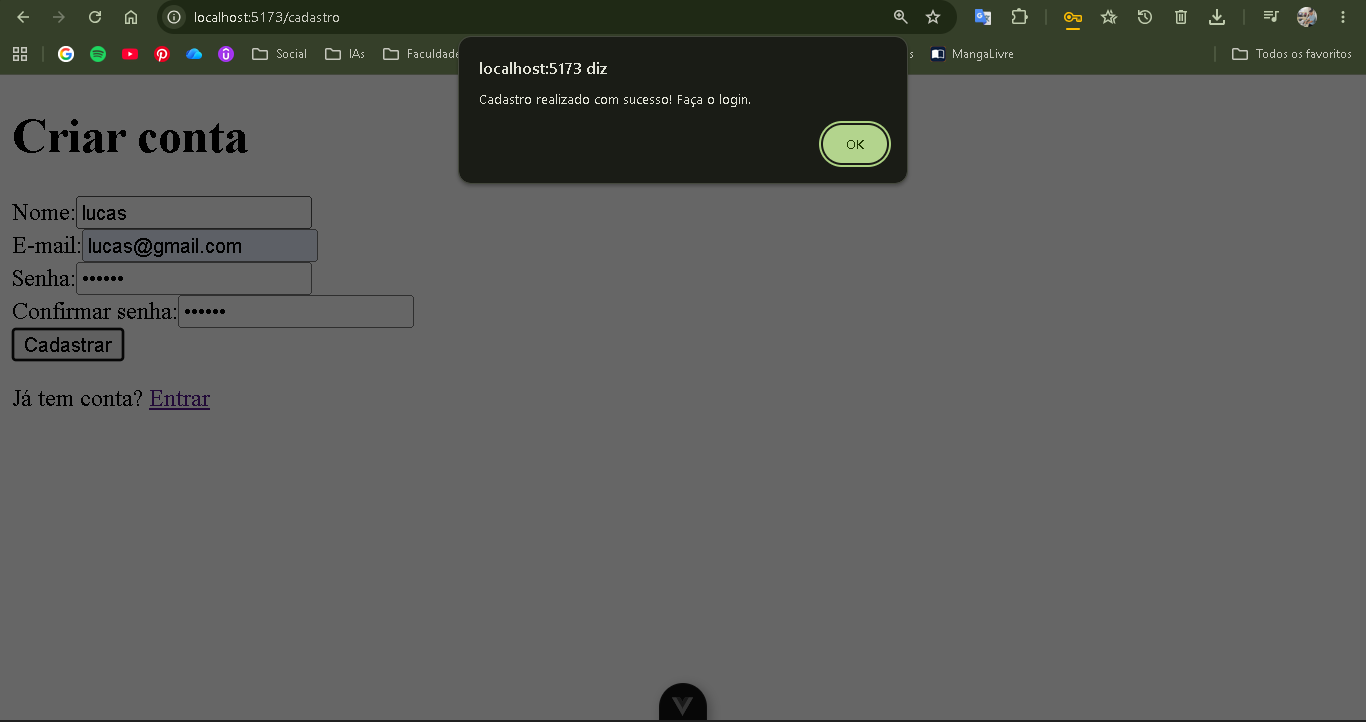 localhost:5173/cadastro
Social IAs Faculdade s MangaLivre Todos os favoritos
localhost:5173 diz
Cadastro realizado com sucesso! Faça o login.
OK
Criar conta
Nome: lucas
E-mail: lucas@gmail.com
Senha: ••••••
Confirmar senha: ••••••
Cadastrar
Já tem conta? Entrar